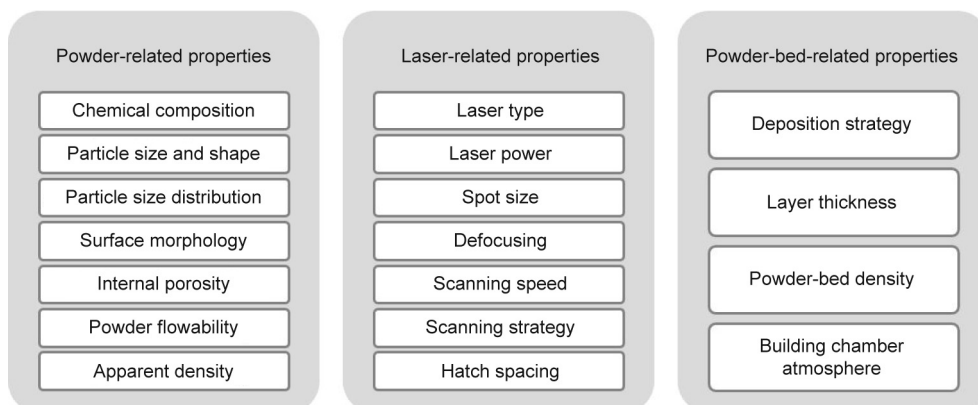 Powder-related properties
Chemical composition
Particle size and shape
Particle size distribution
Surface morphology
Internal porosity
Powder flowability
Apparent density
Laser-related properties
Laser type
Laser power
Spot size
Defocusing
Scanning speed
Scanning strategy
Hatch spacing
Powder-bed-related properties
Deposition strategy
Layer thickness
Powder-bed density
Building chamber
atmosphere